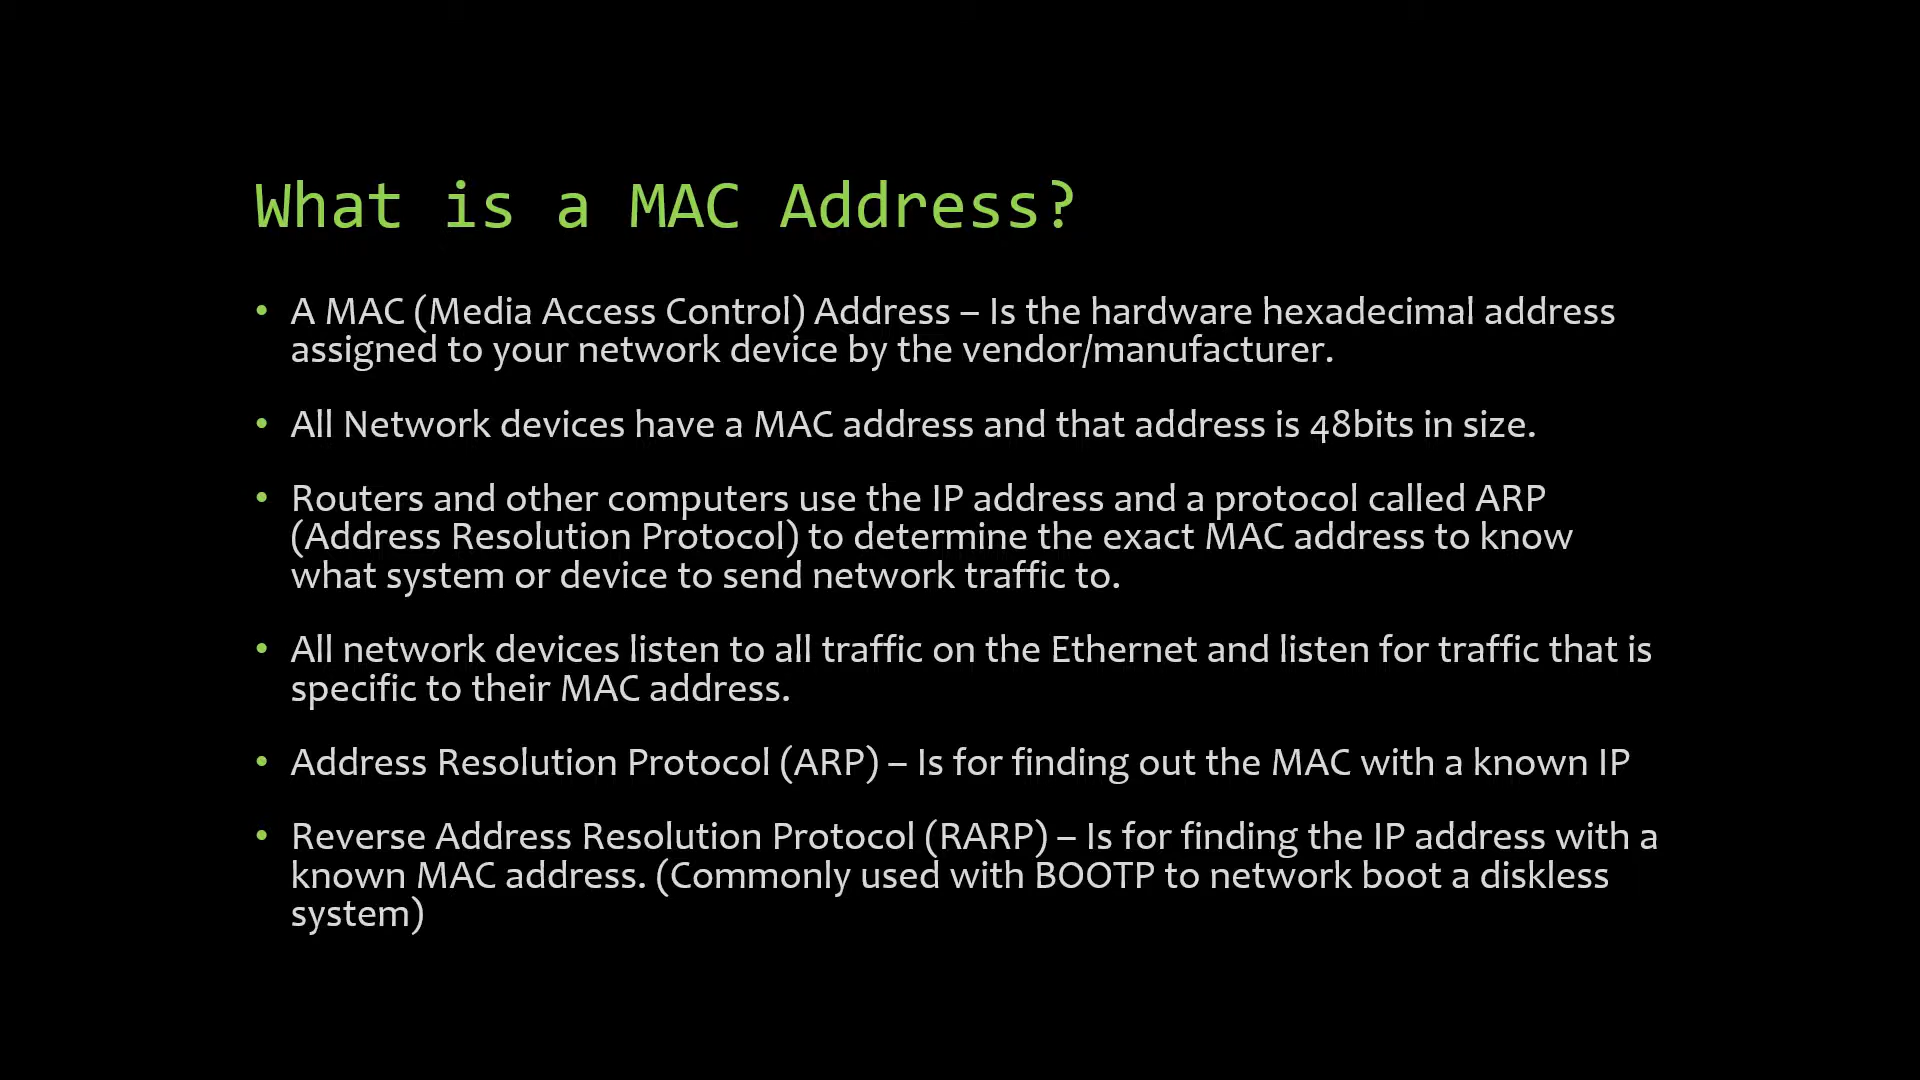 What is a MAC Address?
• A MAC (Media Access Control) Address – Is the hardware hexadecimal address
assigned to your network device by the vendor/manufacturer.
• All Network devices have a MAC address and that address is 48bits in size.
• Routers and other computers use the IP address and a protocol called ARP
(Address Resolution Protocol) to determine the exact MAC address to know
what system or device to send network traffic to.
• All network devices listen to all traffic on the Ethernet and listen for traffic that is
specific to their MAC address.
• Address Resolution Protocol (ARP) – Is for finding out the MAC with a known IP
• Reverse Address Resolution Protocol (RARP) – Is for finding the IP address with a
known MAC address. (Commonly used with BOOTP to network boot a diskless
system)